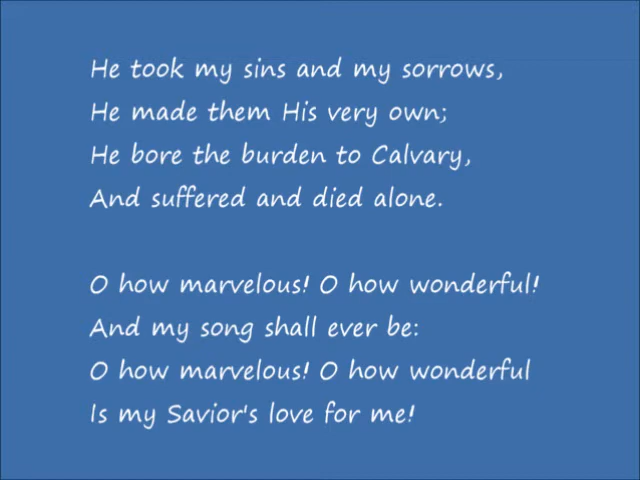 He took my sins and my sorrows,
He made them His very own;
He bore the burden to Calvary,
And suffered and died alone.
O how marvelous! O how wonderful!
And my song shall ever be:
O how marvelous! O how wonderful
Is my Savior's love for me!